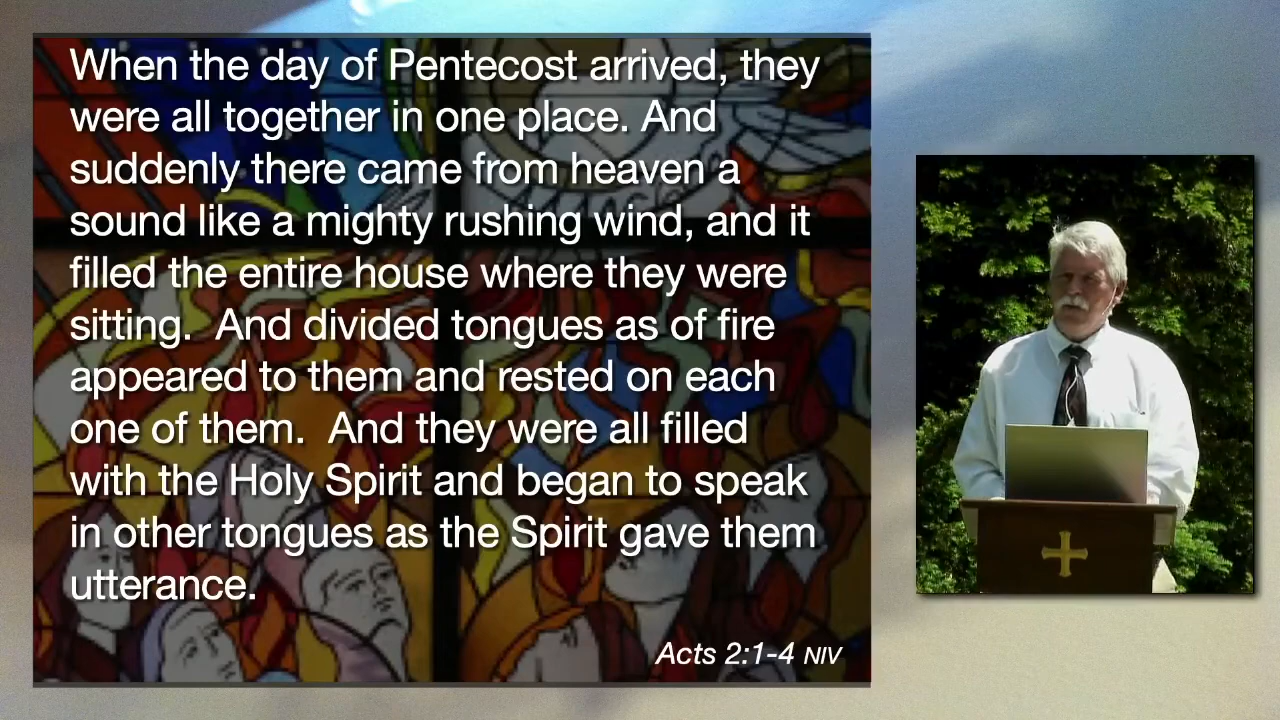 When the day of Pentecost arrived, they
were all together in one place. And
suddenly there came from heaven a
sound like a mighty rushing wind, and it
filled the entire house where they were
sitting.  And divided tongues as of fire
appeared to them and rested on each
one of them.  And they were all filled
with the Holy Spirit and began to speak
in other tongues as the Spirit gave them
utterance.
Acts 2:1-4 NIV